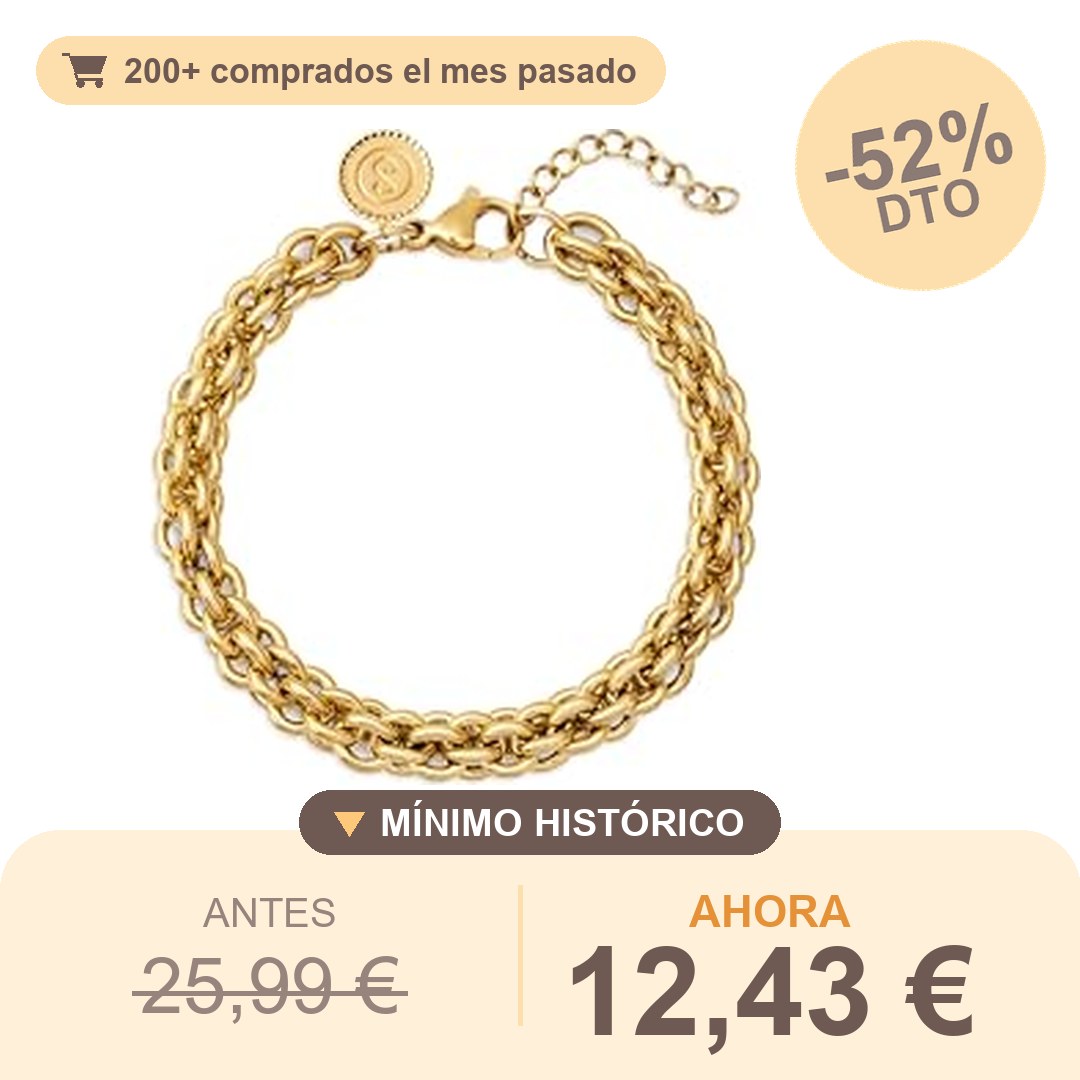 200+ comprados el mes pasado
-52%
DTO
MÍNIMO HISTÓRICO
ANTES
AHORA
25,99 €
12,43 €